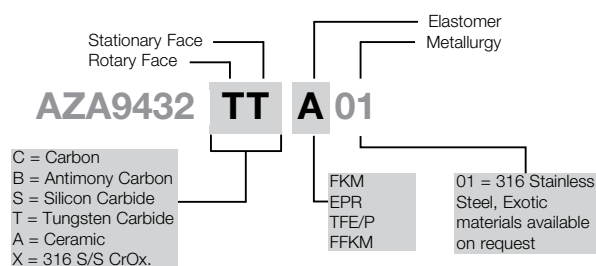 Elastomer
Stationary Face
Metallurgy
Rotary Face
AZA9432 TT A 01
C = Carbon
B = Antimony Carbon
S = Silicon Carbide
T = Tungsten Carbide
A = Ceramic
X = 316 S/S CrOx.
FKM
EPR
TFE/P
FFKM
01 = 316 Stainless
Steel, Exotic
materials available
on request